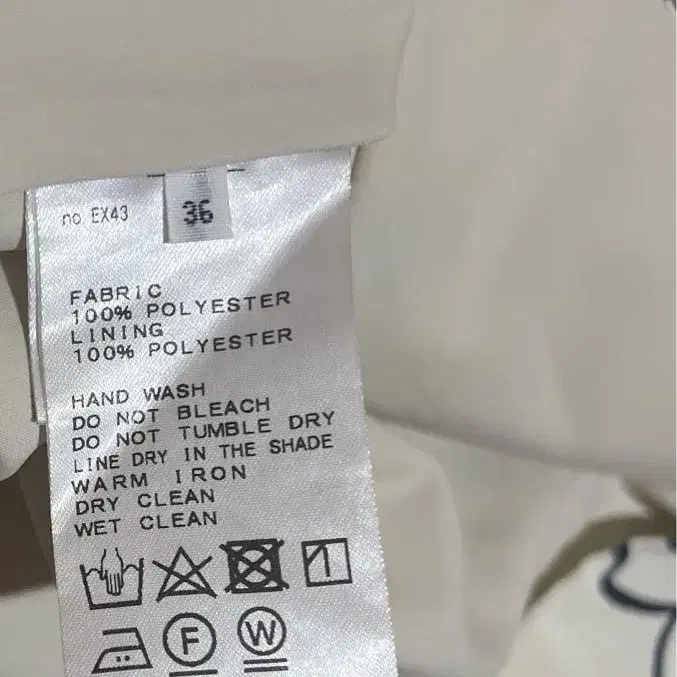 no EX43
36
FABRIC
100% POLYESTER
LINING
100% POLYESTER
HAND WASH
DO NOT BLEACH
DO NOT TUMBLE DRY
LINE DRY IN THE SHADE
WARM IRON
DRY CLEAN
WET CLEAN
F
W